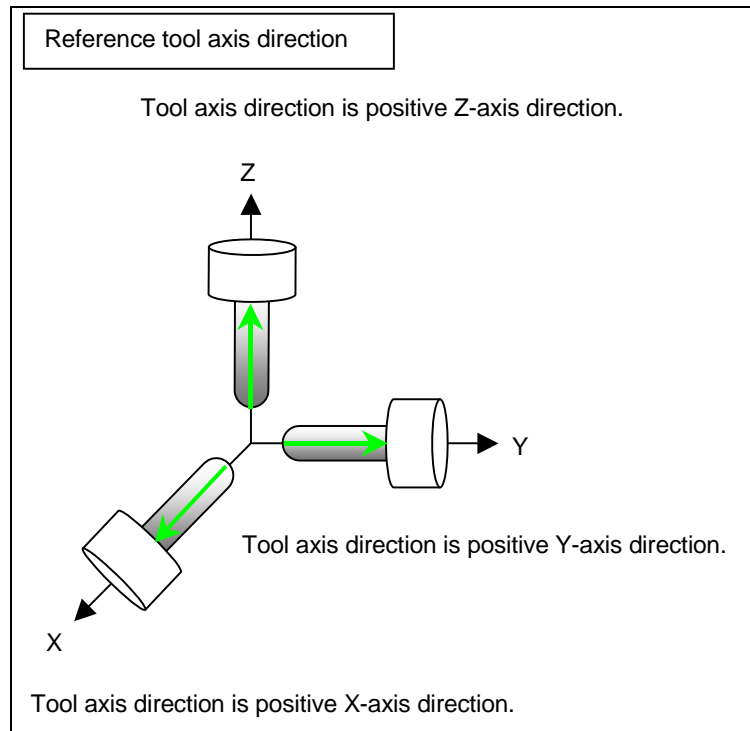 Reference tool axis direction
Tool axis direction is positive Z-axis direction.
Z
Y
Tool axis direction is positive Y-axis direction.
X
Tool axis direction is positive X-axis direction.